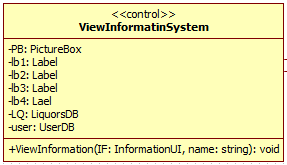 <<control>>
ViewInformatinSystem
-PB: PictureBox
-lb1: Label
-lb2: Label
-lb3: Label
-lb4: Lael
-LQ: LiquorsDB
-user: UserDB
+ViewInformation(IF: InformationUI, name: string): void